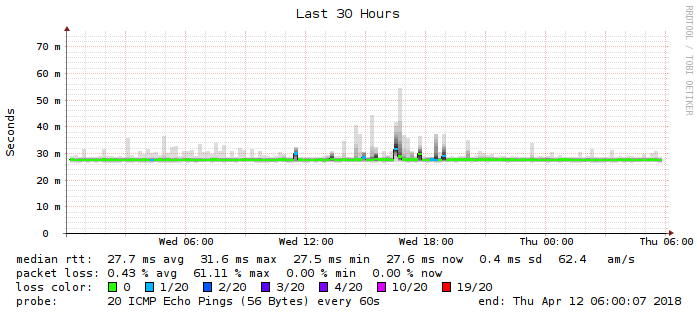 Last 30 Hours
RRDTOOL / TOBI OETIKER
Seconds
70 m
60 m
50 m
40 m
30 m
20 m
10 m
0
Wed 06:00 Wed 12:00 Wed 18:00 Thu 00:00 Thu 06:00
median rtt: 27.7 ms avg 31.6 ms max 27.5 ms min 27.6 ms now 0.4 ms sd 62.4 am/s
packet loss: 0.43 % avg 61.11 % max 0.00 % min 0.00 % now
loss color: 0 1/20 2/20 3/20 4/20 10/20 19/20
probe: 20 ICMP Echo Pings (56 Bytes) every 60s end: Thu Apr 12 06:00:07 2018